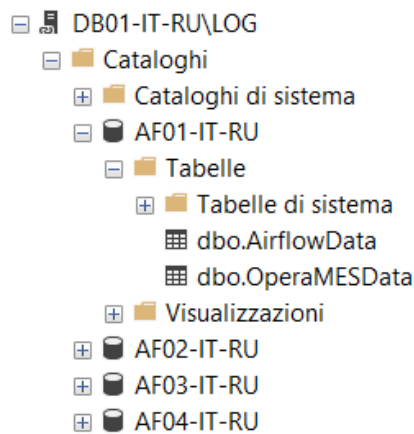 DB01-IT-RU\LOG
Cataloghi
Cataloghi di sistema
AF01-IT-RU
Tabelle
Tabelle di sistema
dbo.AirflowData
dbo.OperaMESData
Visualizzazioni
AF02-IT-RU
AF03-IT-RU
AF04-IT-RU